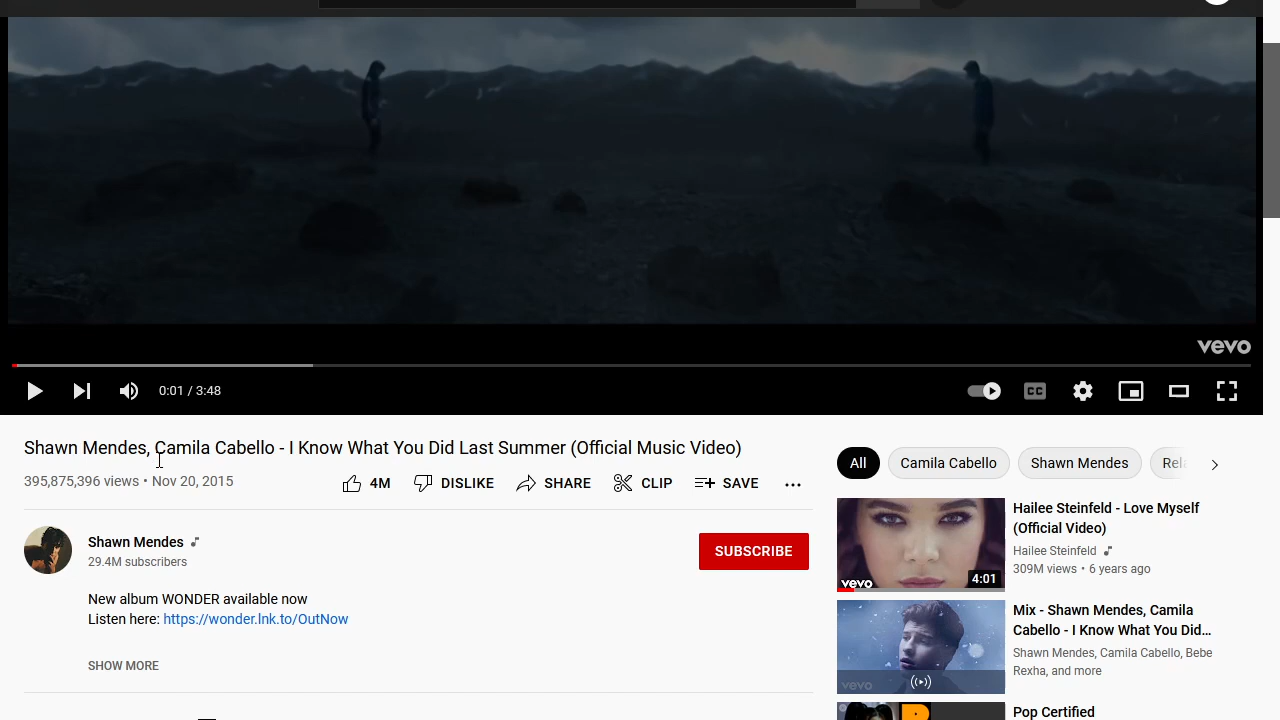 vevo
0:01 / 3:48
CC
Shawn Mendes, Camila Cabello - I Know What You Did Last Summer (Official Music Video)
395,875,396 views • Nov 20, 2015
4M
DISLIKE
SHARE
CLIP
SAVE
Shawn Mendes
29.4M subscribers
SUBSCRIBE
New album WONDER available now
Listen here: https://wonder.lnk.to/OutNow
SHOW MORE
All
Camila Cabello
Shawn Mendes
Rela
vevo
4:01
Hailee Steinfeld - Love Myself
(Official Video)
Hailee Steinfeld
309M views • 6 years ago
vevo
Mix - Shawn Mendes, Camila
Cabello - I Know What You Did...
Shawn Mendes, Camila Cabello, Bebe
Rexha, and more
Pop Certified